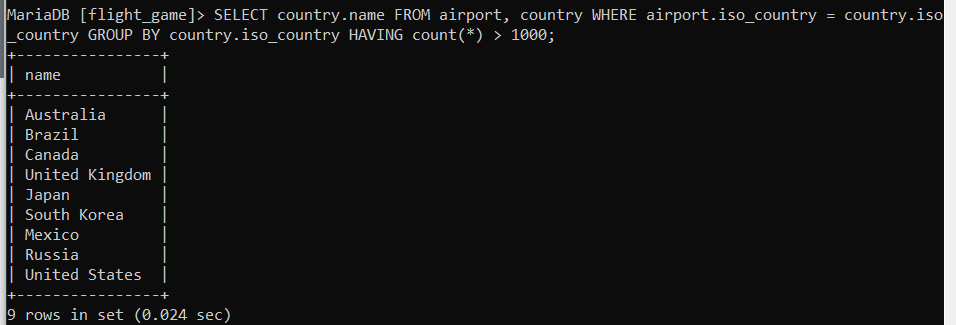 MariaDB [flight_game]> SELECT country.name FROM airport, country WHERE airport.iso_country = country.iso
_country GROUP BY country.iso_country HAVING count(*) > 1000;
+----------------+
| name           |
+----------------+
| Australia      |
| Brazil         |
| Canada         |
| United Kingdom |
| Japan          |
| South Korea    |
| Mexico         |
| Russia         |
| United States  |
+----------------+
9 rows in set (0.024 sec)